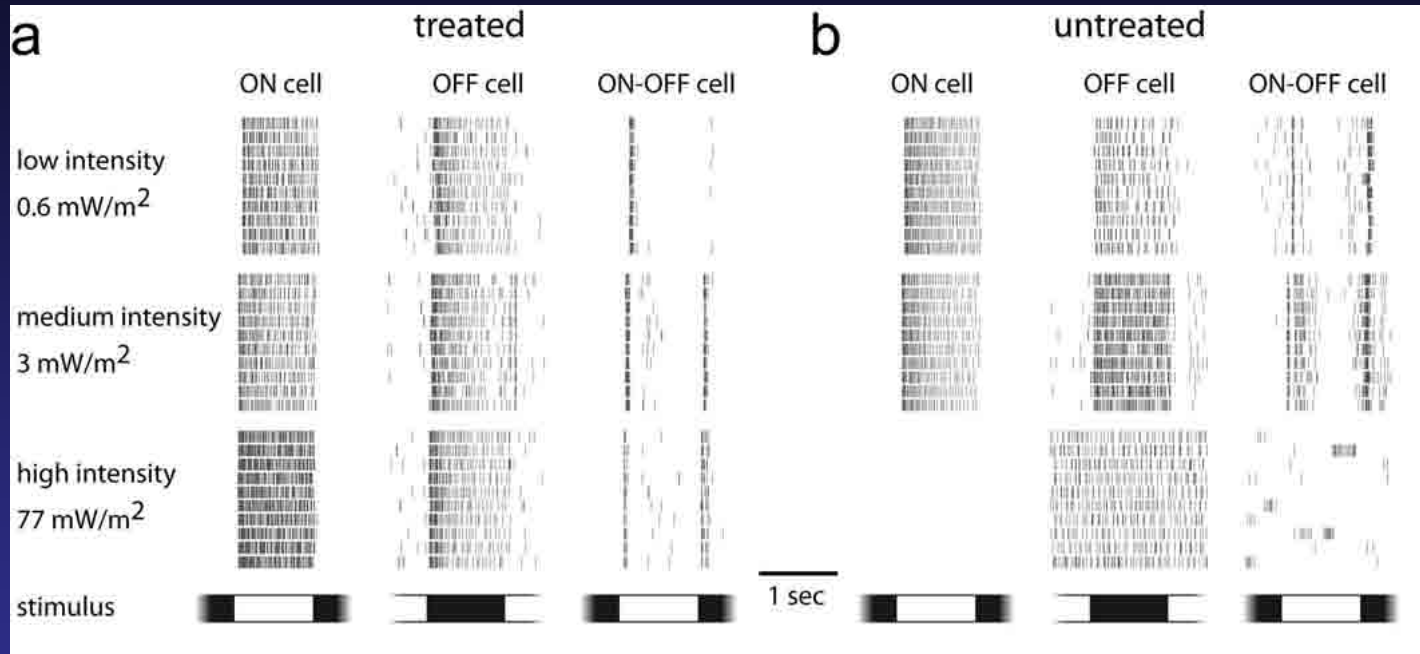 a
treated
b
untreated
ON cell
OFF cell
ON-OFF cell
ON cell
OFF cell
ON-OFF cell
low intensity
0.6 mW/m²
medium intensity
3 mW/m²
high intensity
77 mW/m²
stimulus
1 sec